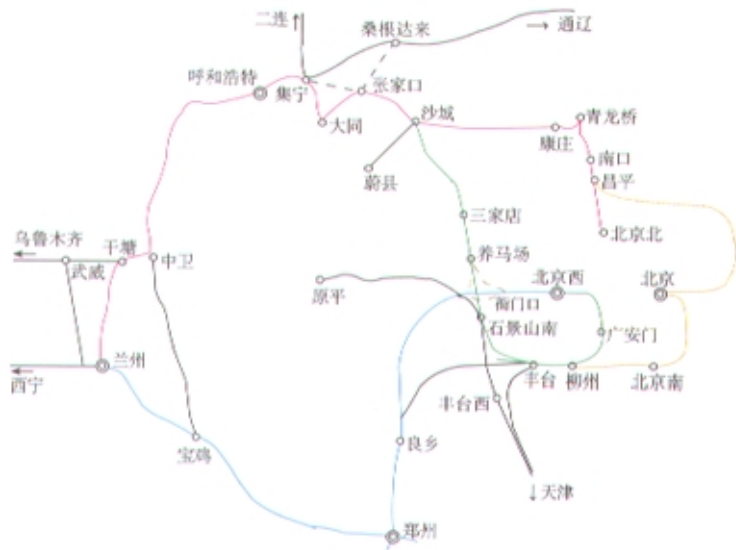 二连
桑根达来
通辽
呼和浩特
集宁
张家口
大同
沙城
青龙桥
康庄
南口
蔚县
昌平
三家店
北京北
乌鲁木齐
干塘
中卫
武威
养马场
原平
衙门口
北京西
北京
石景山南
广安门
兰州
西宁
丰台
柳州
北京南
丰台西
宝鸡
良乡
天津
郑州